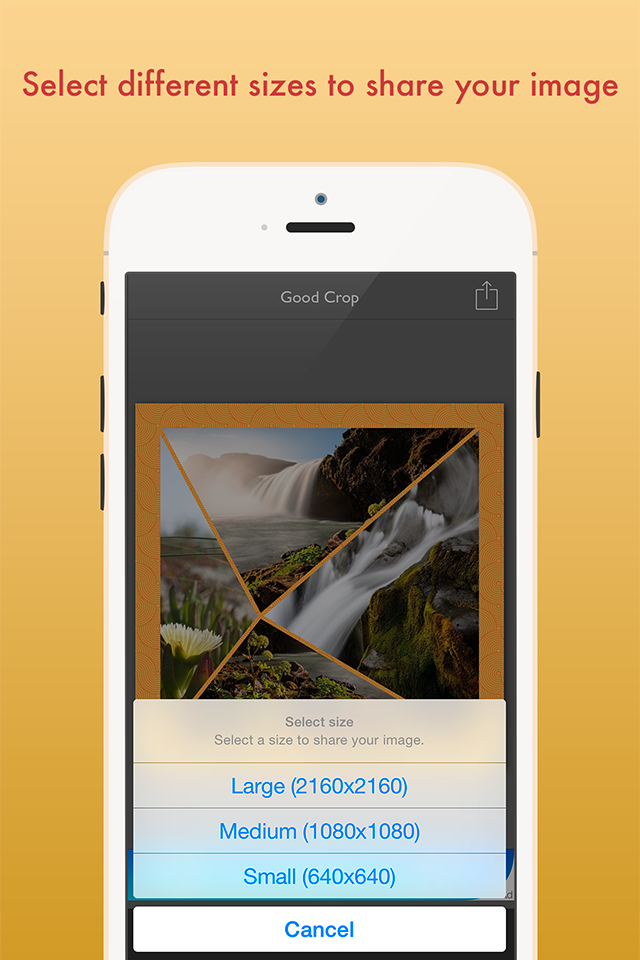 Select different sizes to share your image
Good Crop
Select size
Select a size to share your image.
Large (2160x2160)
Medium (1080x1080)
Small (640x640)
Cancel